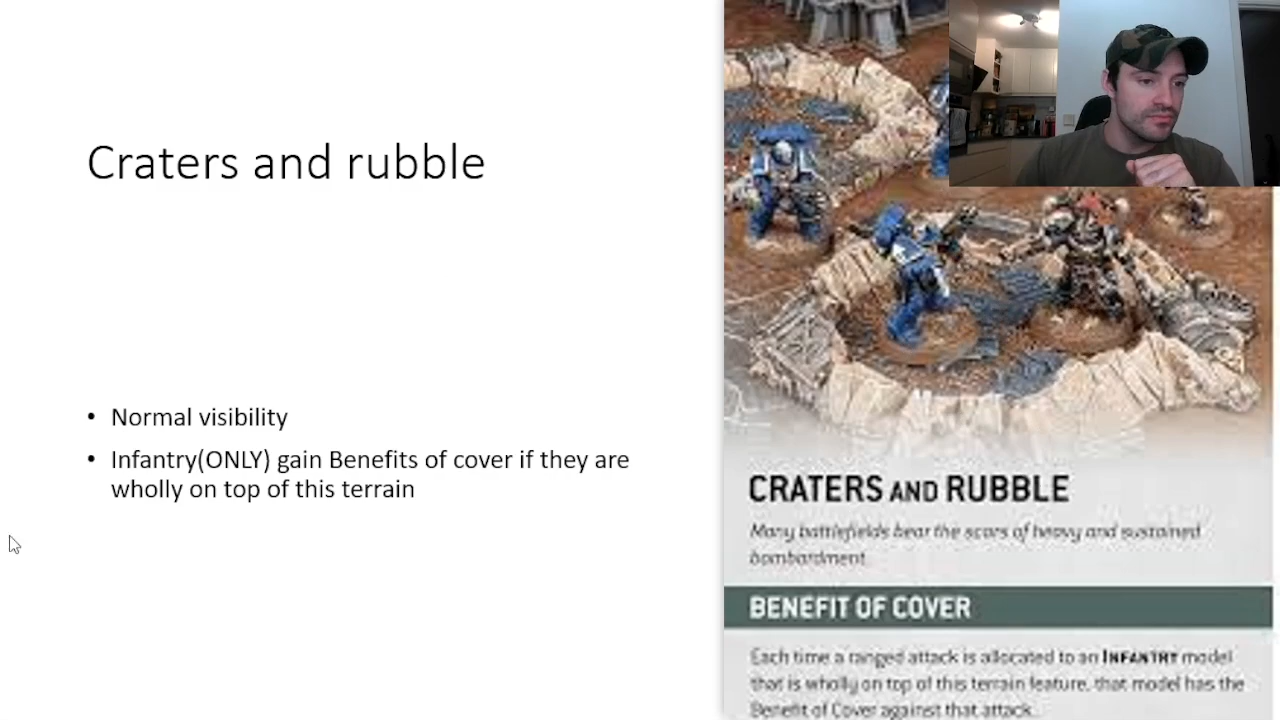 Craters and rubble
• Normal visibility
• Infantry(ONLY) gain Benefits of cover if they are
wholly on top of this terrain
CRATERS AND RUBBLE
Many battlefields bear the scars of heavy and sustained
bombardment.
BENEFIT OF COVER
Each time a ranged attack is allocated to an INFANTRY model
that is wholly on top of this terrain feature, that model has the
Benefit of Cover against that attack.